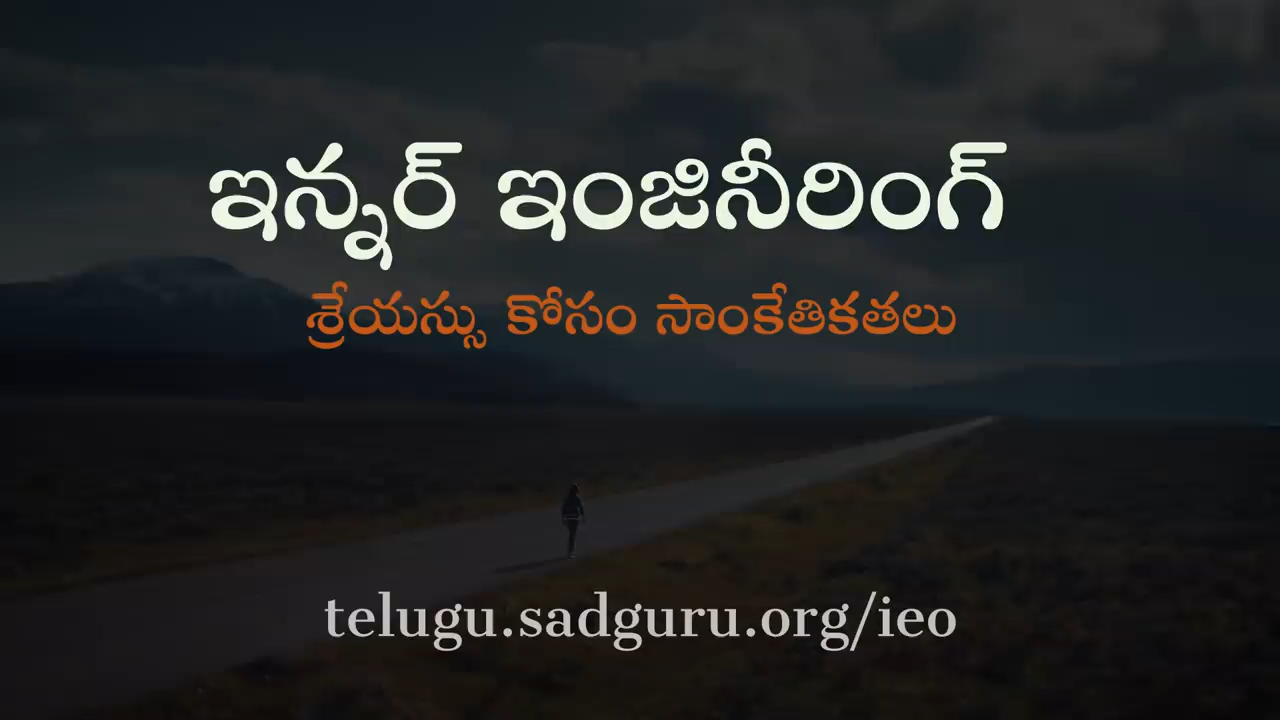 ఇన్నర్ ఇంజినీరింగ్
శ్రేయస్సు కోసం సాంకేతికతలు
telugu.sadguru.org/ieo